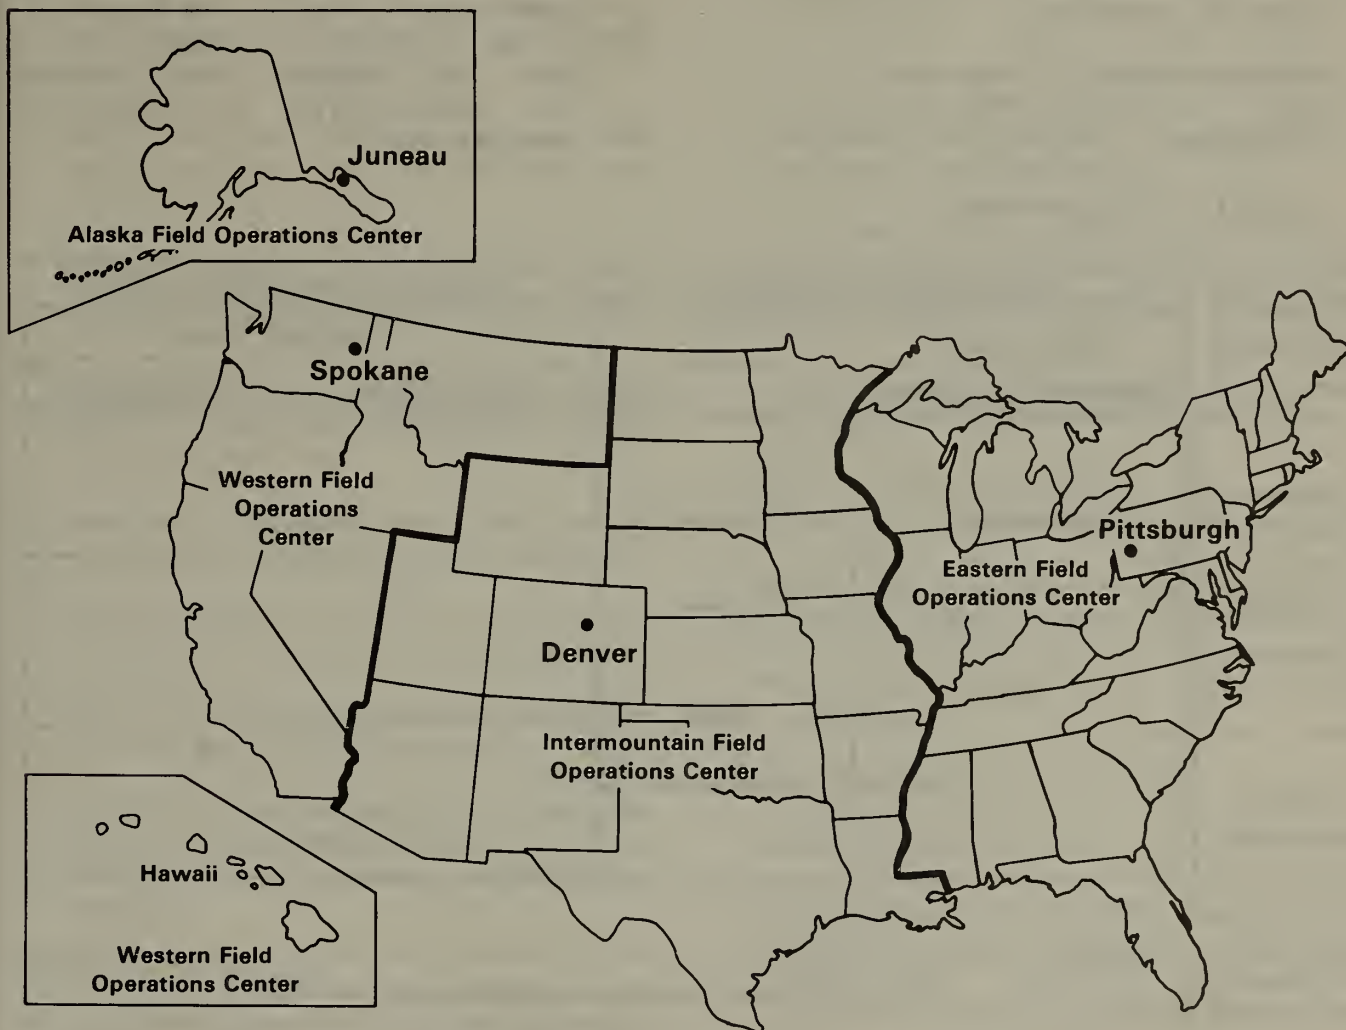 Juneau
Alaska Field Operations Center
Spokane
Western Field
Operations
Center
Pittsburgh
Eastern Field
Operations Center
Denver
Intermountain Field
Operations Center
Hawaii
Western Field
Operations Center